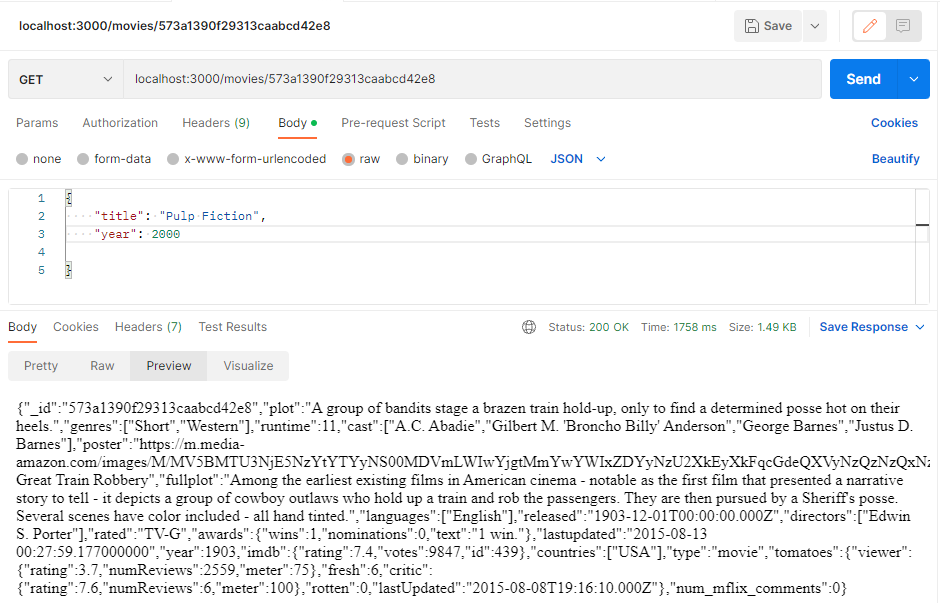 localhost:3000/movies/573a1390f29313caabcd42e8
Save
GET
localhost:3000/movies/573a1390f29313caabcd42e8
Send
Params Authorization Headers (9) Body Pre-request Script Tests Settings Cookies
none form-data x-www-form-urlencoded raw binary GraphQL JSON Beautify
1 {
2 "title": "Pulp Fiction",
3 "year": 2000
4
5 }
Body Cookies Headers (7) Test Results Status: 200 OK Time: 1758 ms Size: 1.49 KB Save Response
Pretty Raw Preview Visualize
{"_id":"573a1390f29313caabcd42e8","plot":"A group of bandits stage a brazen train hold-up, only to find a determined posse hot on their
heels.","genres":["Short","Western"],"runtime":11,"cast":["A.C. Abadie","Gilbert M. 'Broncho Billy' Anderson","George Barnes","Justus D.
Barnes"],"poster":"https://m.media-
amazon.com/images/M/MV5BMTU3NjE5NzYtYTYyNS00MDVmLWIwYjgtMmYwYWIxZDYyNzU2XkEyXkFqcGdeQXVyNzQzNzQxNz
Great Train Robbery","fullplot":"Among the earliest existing films in American cinema - notable as the first film that presented a narrative
story to tell - it depicts a group of cowboy outlaws who hold up a train and rob the passengers. They are then pursued by a Sheriff's posse.
Several scenes have color included - all hand tinted.","languages":["English"],"released":"1903-12-01T00:00:00.000Z","directors":["Edwin
S. Porter"],"rated":"TV-G","awards":{"wins":1,"nominations":0,"text":"1 win."},"lastupdated":"2015-08-13
00:27:59.177000000","year":1903,"imdb":{"rating":7.4,"votes":9847,"id":439},"countries":["USA"],"type":"movie","tomatoes":{"viewer":
{"rating":3.7,"numReviews":2559,"meter":75},"fresh":6,"critic":
{"rating":7.6,"numReviews":6,"meter":100},"rotten":0,"lastUpdated":"2015-08-08T19:16:10.000Z"},"num_mflix_comments":0}